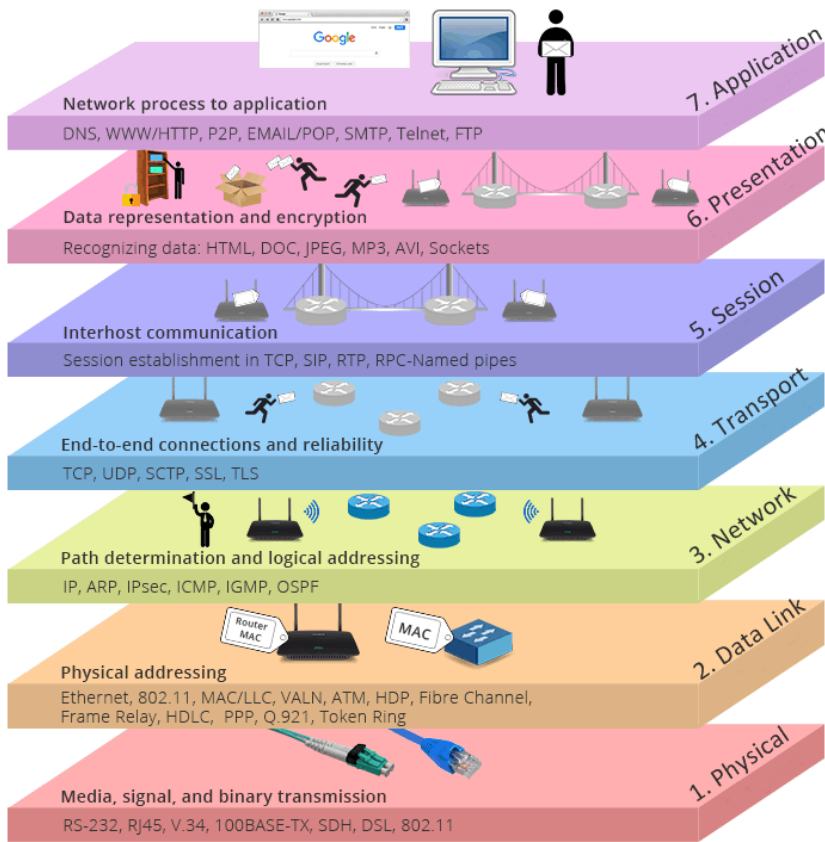 Google
7. Application
Network process to application
DNS, WWW/HTTP, P2P, EMAIL/POP, SMTP, Telnet, FTP
6. Presentation
Data representation and encryption
Recognizing data: HTML, DOC, JPEG, MP3, AVI, Sockets
5. Session
Interhost communication
Session establishment in TCP, SIP, RTP, RPC-Named pipes
4. Transport
End-to-end connections and reliability
TCP, UDP, SCTP, SSL, TLS
3. Network
Path determination and logical addressing
IP, ARP, IPsec, ICMP, IGMP, OSPF
Router
MAC
MAC
2. Data Link
Physical addressing
Ethernet, 802.11, MAC/LLC, VALN, ATM, HDP, Fibre Channel,
Frame Relay, HDLC, PPP, Q.921, Token Ring
1. Physical
Media, signal, and binary transmission
RS-232, RJ45, V.34, 100BASE-TX, SDH, DSL, 802.11